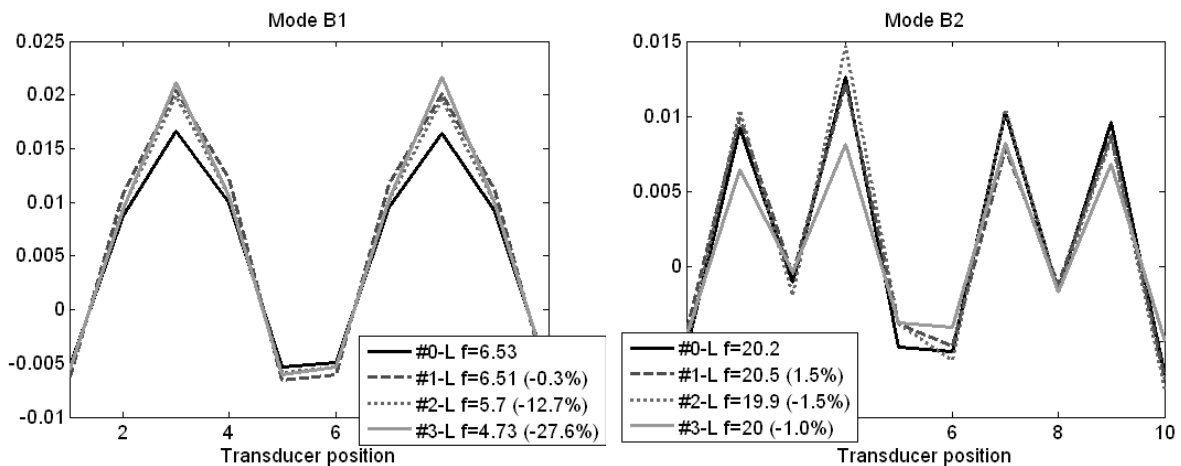 Mode B1
0.025
0.02
0.015
0.01
0.005
0
-0.005
-0.01
2
4
6
Transducer position
#0-L f=6.53
#1-L f=6.51 (-0.3%)
#2-L f=5.7 (-12.7%)
#3-L f=4.73 (-27.6%)
Mode B2
0.015
0.01
0.005
0
6
8
10
Transducer position
#0-L f=20.2
#1-L f=20.5 (1.5%)
#2-L f=19.9 (-1.5%)
#3-L f=20 (-1.0%)